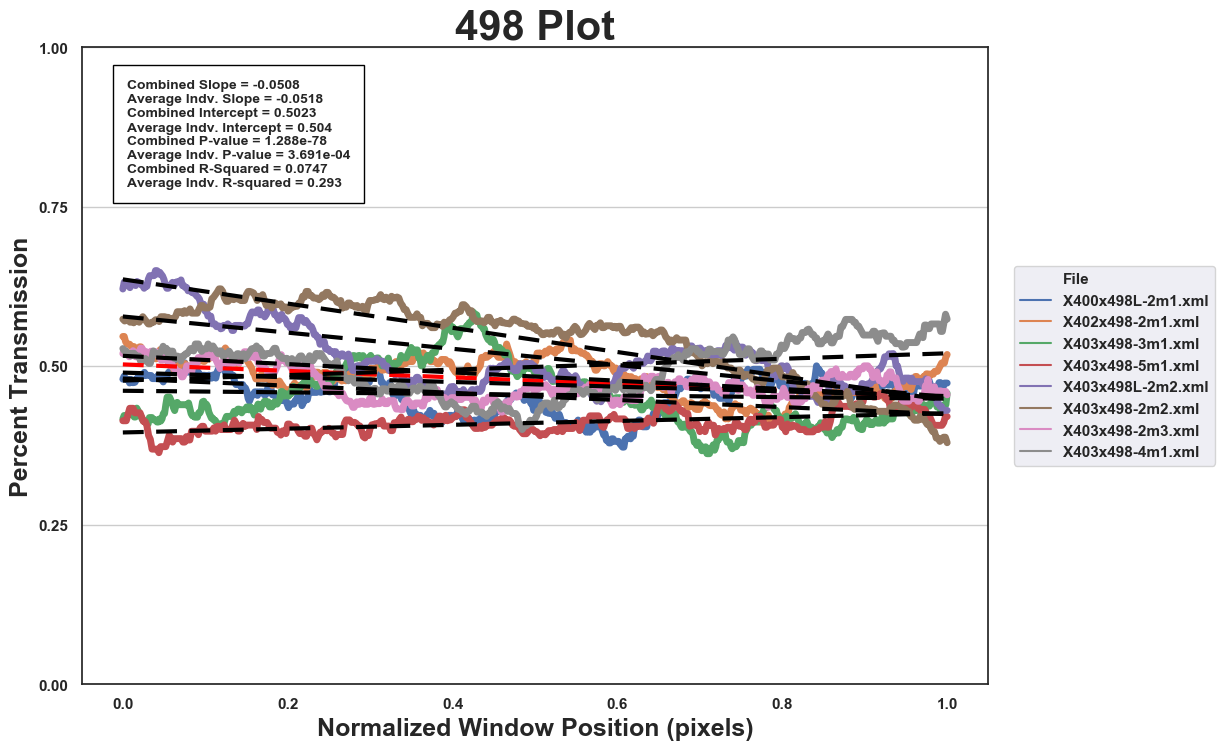 498 Plot
Combined Slope = -0.0508
Average Indv. Slope = -0.0518
Combined Intercept = 0.5023
Average Indv. Intercept = 0.504
Combined P-value = 1.288e-78
Average Indv. P-value = 3.691e-04
Combined R-Squared = 0.0747
Average Indv. R-squared = 0.293
Percent Transmission
1.00
0.75
0.50
0.25
0.00
0.0 0.2 0.4 0.6 0.8 1.0
Normalized Window Position (pixels)
File
X400x498L-2m1.xml
X402x498-2m1.xml
X403x498-3m1.xml
X403x498-5m1.xml
X403x498L-2m2.xml
X403x498-2m2.xml
X403x498-2m3.xml
X403x498-4m1.xml